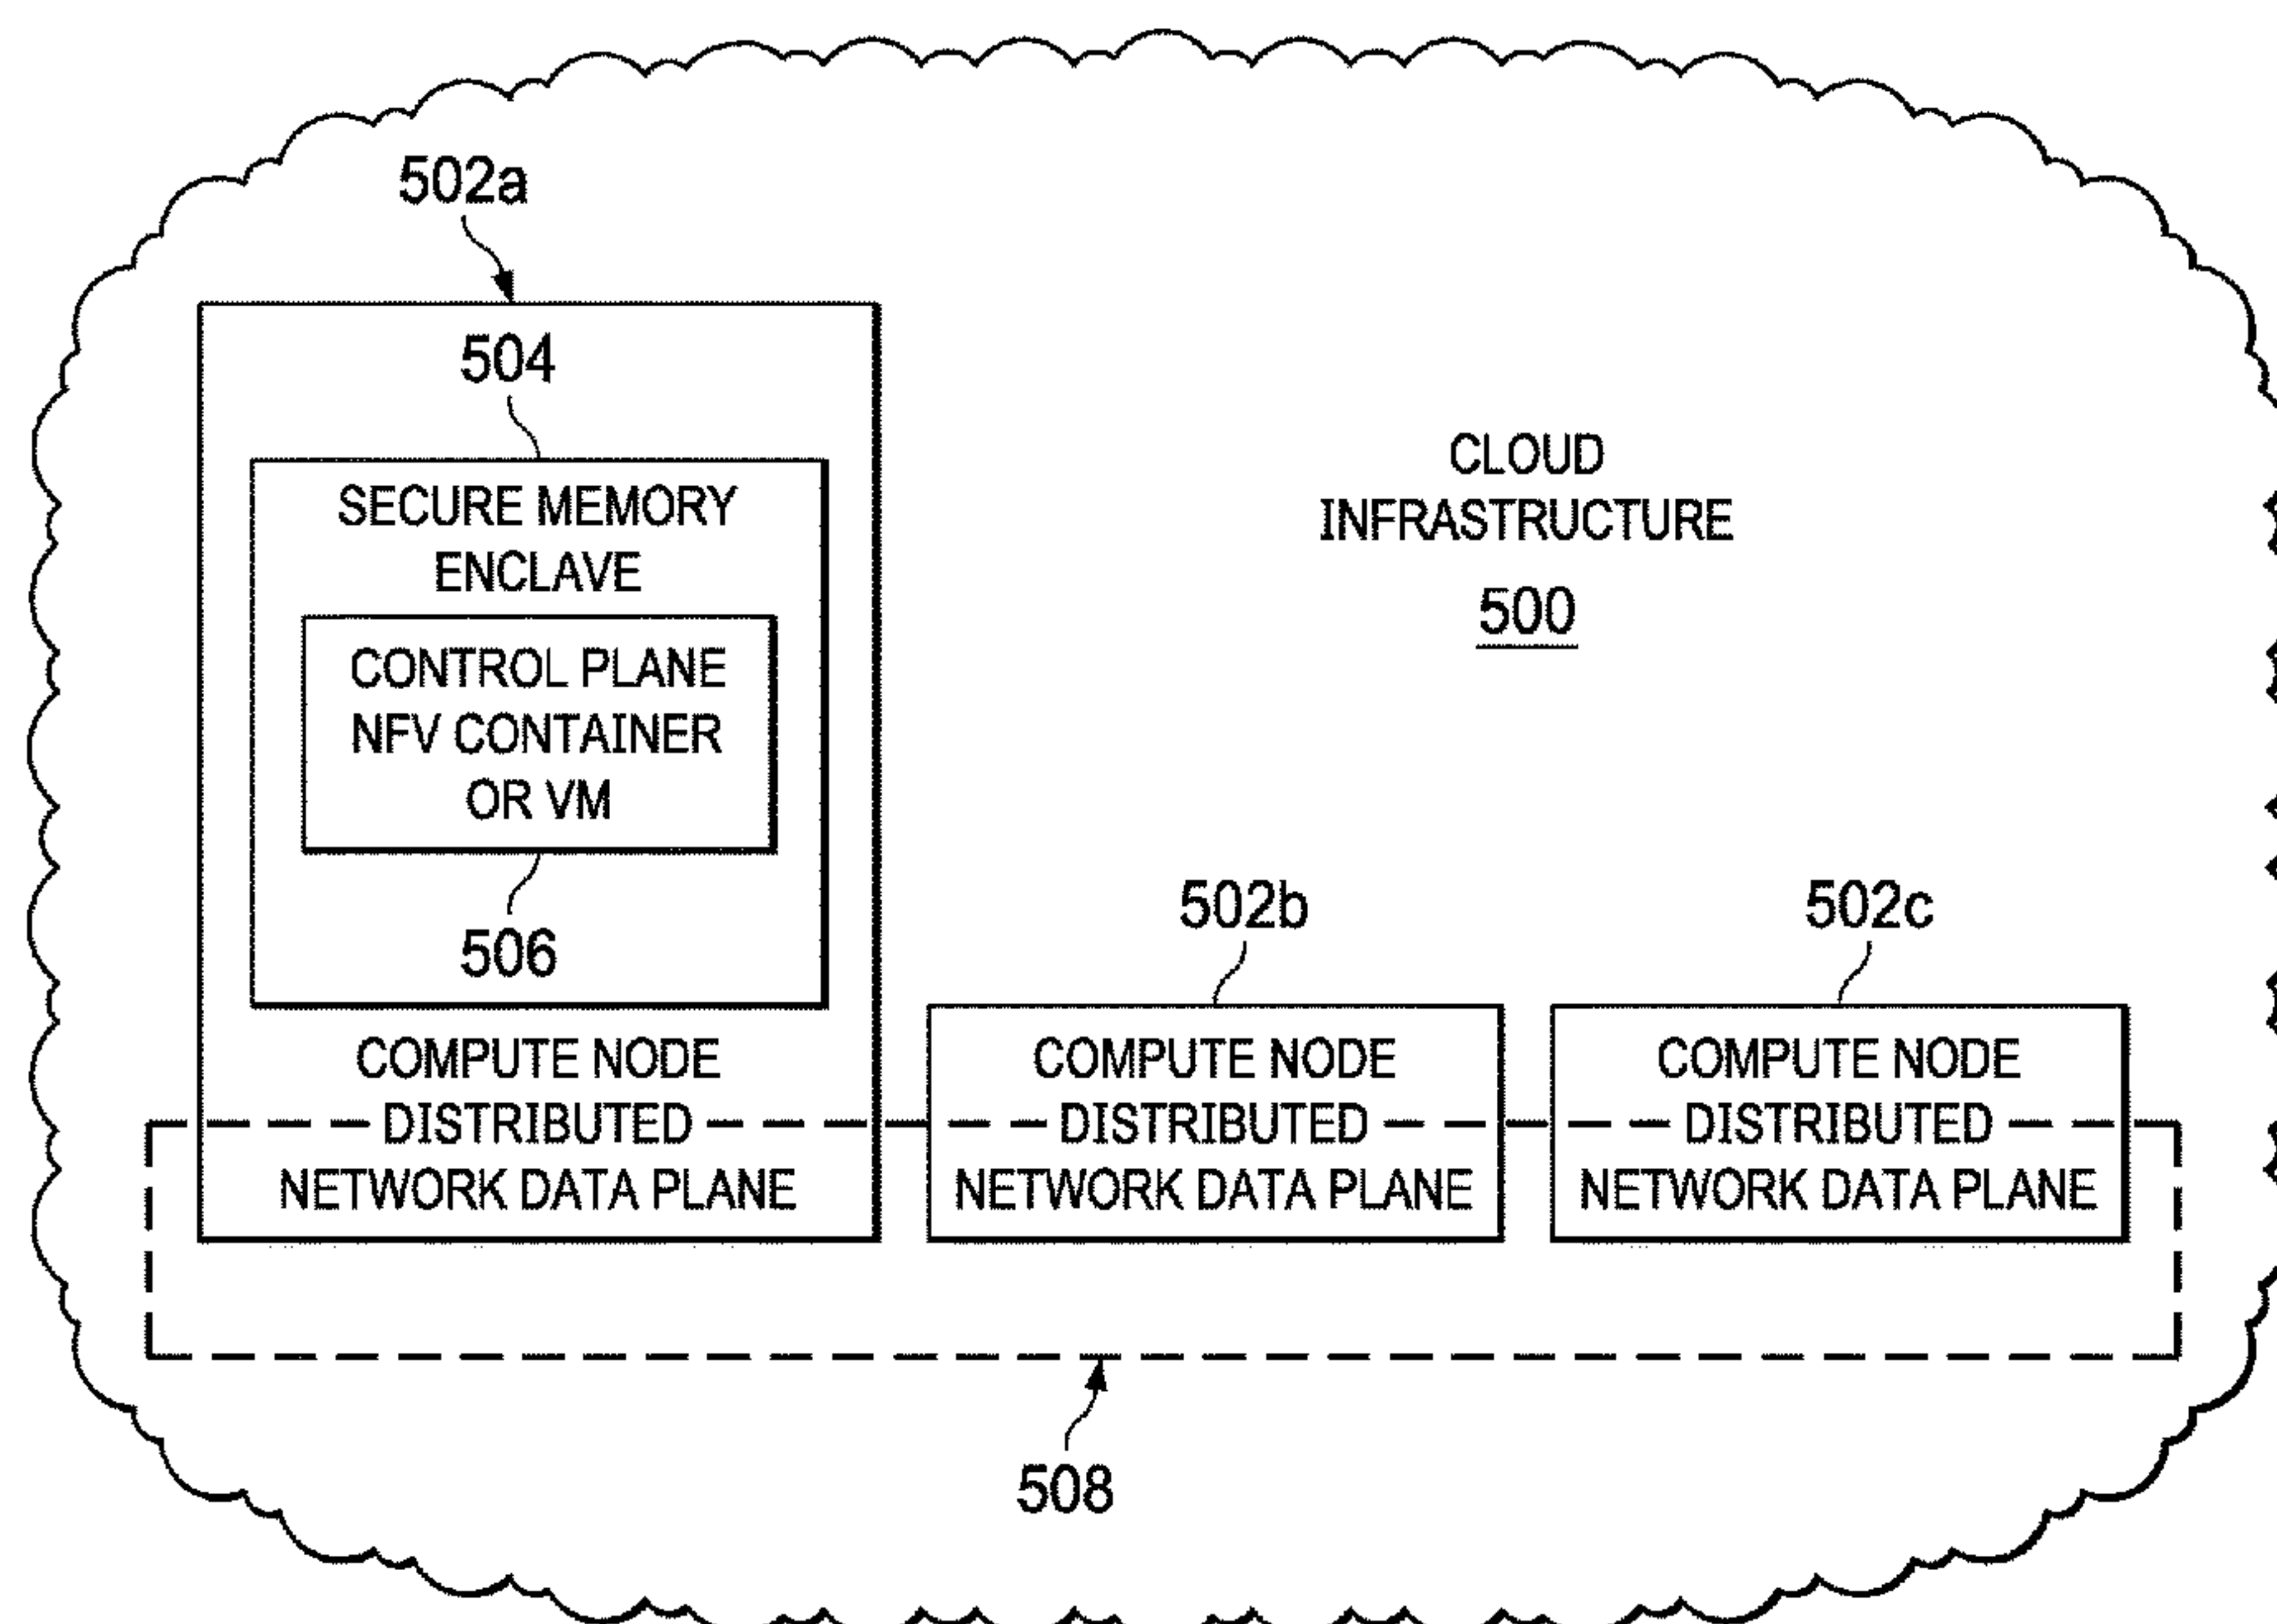 502a
504
SECURE MEMORY
ENCLAVE
CONTROL PLANE
NFV CONTAINER
OR VM
506
COMPUTE NODE
DISTRIBUTED
NETWORK DATA PLANE
CLOUD
INFRASTRUCTURE
500
502b
COMPUTE NODE
DISTRIBUTED
NETWORK DATA PLANE
502c
COMPUTE NODE
DISTRIBUTED
NETWORK DATA PLANE
508